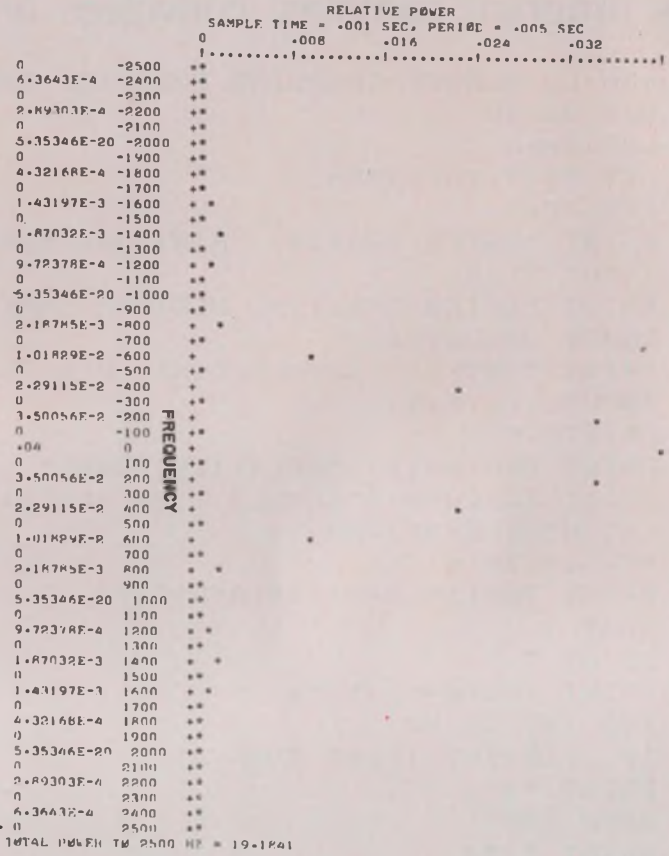 RELATIVE POWER
SAMPLE TIME = .001 SEC, PERIOD = .005 SEC
0 .008 .016 .024 .032
0 -2500
6.3643E-4 -2400
0 -2300
2.89303E-4 -2200
0 -2100
5.35346E-20 -2000
0 -1900
4.32168E-4 -1800
0 -1700
1.43197E-3 -1600
0 -1500
1.87032E-3 -1400
0 -1300
9.72378E-4 -1200
0 -1100
5.35346E-20 -1000
0 -900
2.18785E-3 -800
0 -700
1.01829E-2 -600
0 -500
2.29115E-2 -400
0 -300
3.50056E-2 -200
0 -100
.04 0
0 100
3.50056E-2 200
0 300
2.29115E-2 400
0 500
1.01829E-2 600
0 700
2.18785E-3 800
0 900
5.35346E-20 1000
0 1100
9.72378E-4 1200
0 1300
1.87032E-3 1400
0 1500
1.43197E-3 1600
0 1700
4.32168E-4 1800
0 1900
5.35346E-20 2000
0 2100
2.89303E-4 2200
0 2300
6.3643E-4 2400
0 2500
FREQUENCY
TOTAL POWER TO 2500 HZ = 19.1841